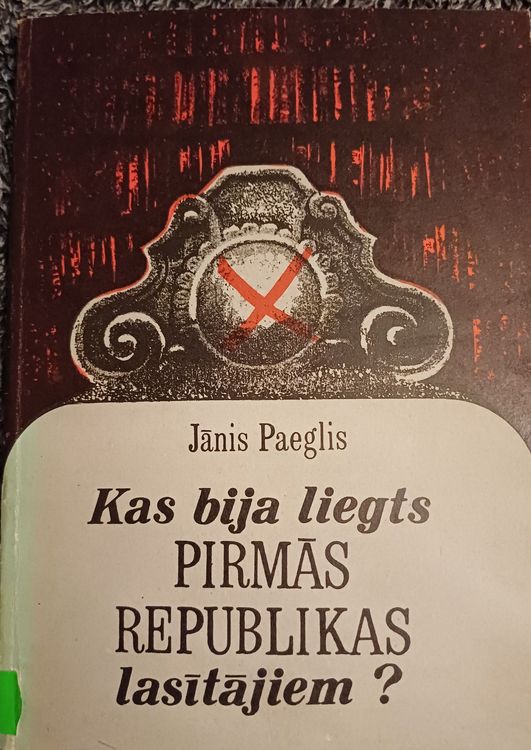 Jānis Paeglis
Kas bija liegts
PIRMĀS
REPUBLIKAS
lasītājiem ?